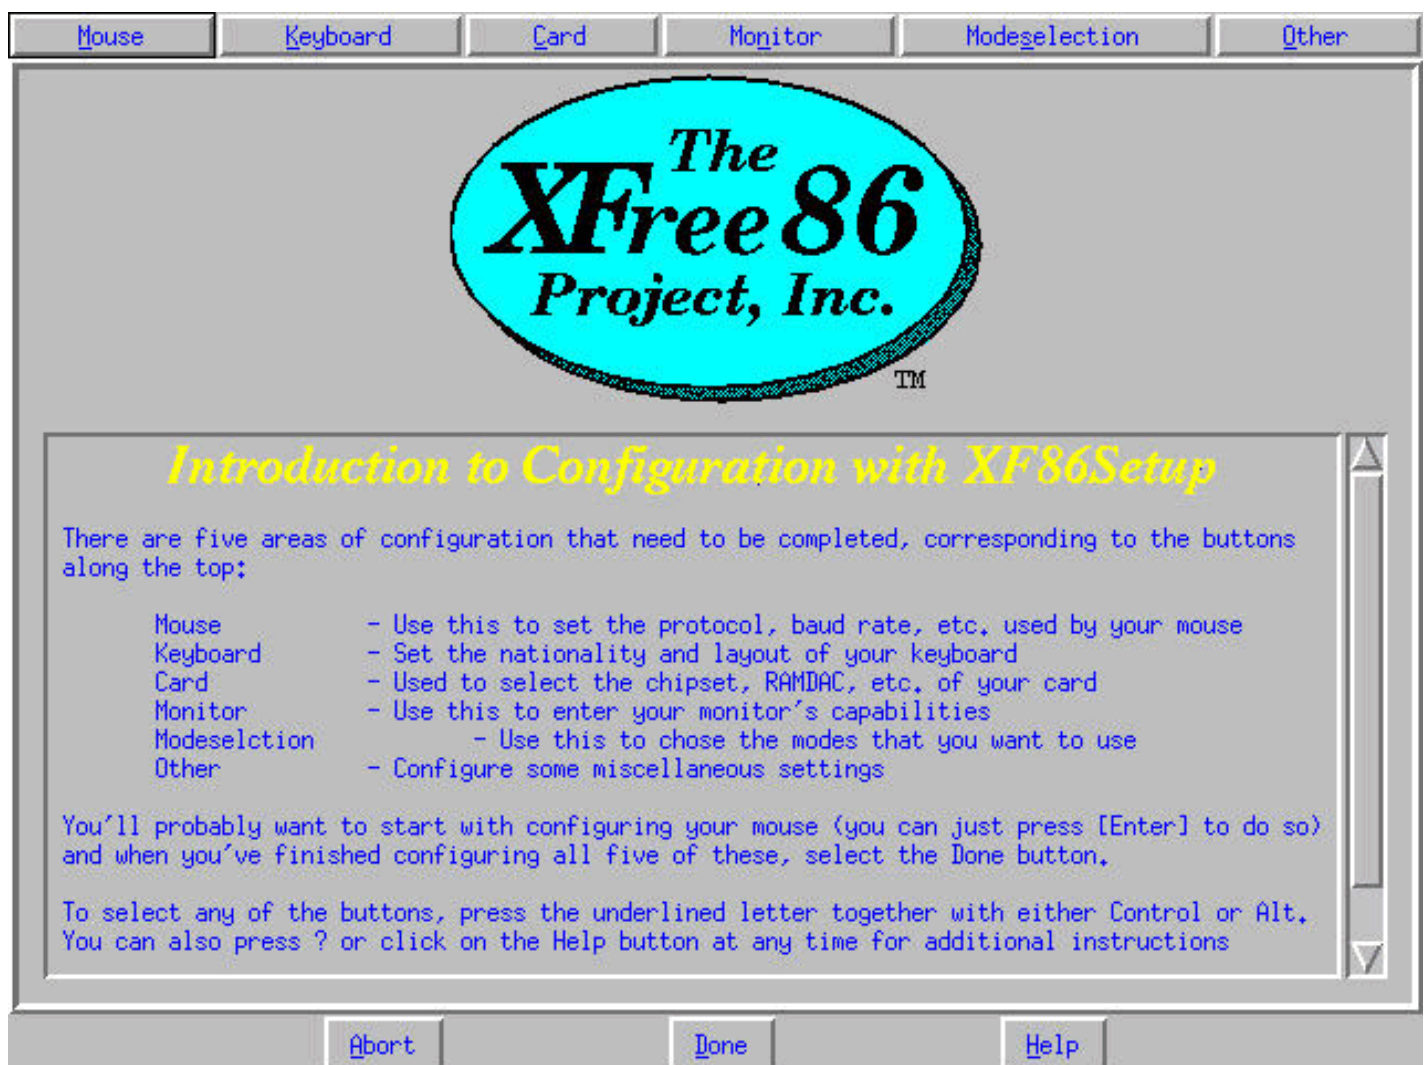 Mouse Keyboard Card Monitor Modeselection Other
The
XFree86
Project, Inc.
TM
Introduction to Configuration with XF86Setup
There are five areas of configuration that need to be completed, corresponding to the buttons
along the top:
Mouse - Use this to set the protocol, baud rate, etc. used by your mouse
Keyboard - Set the nationality and layout of your keyboard
Card - Used to select the chipset, RAMDAC, etc. of your card
Monitor - Use this to enter your monitor's capabilities
Modeselction - Use this to chose the modes that you want to use
Other - Configure some miscellaneous settings
You'll probably want to start with configuring your mouse (you can just press [Enter] to do so)
and when you've finished configuring all five of these, select the Done button.
To select any of the buttons, press the underlined letter together with either Control or Alt.
You can also press ? or click on the Help button at any time for additional instructions
Abort Done Help